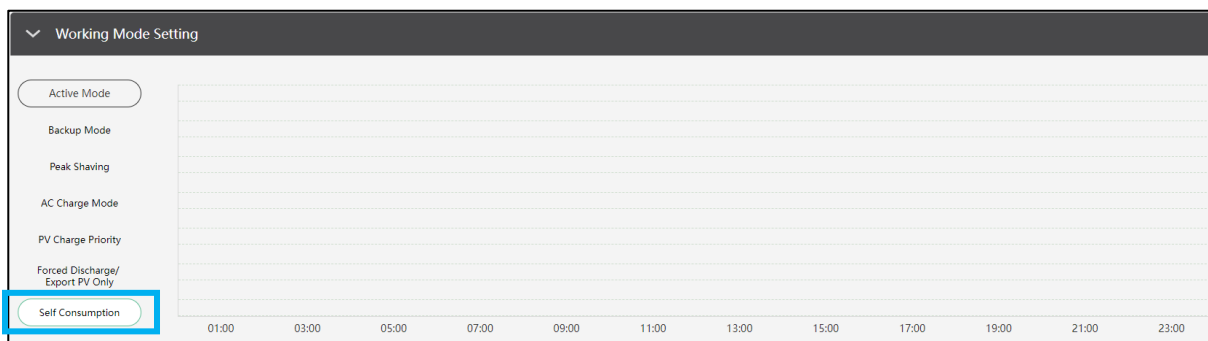 Working Mode Setting
Active Mode
Backup Mode
Peak Shaving
AC Charge Mode
PV Charge Priority
Forced Discharge/
Export PV Only
Self Consumption
01:00 03:00 05:00 07:00 09:00 11:00 13:00 15:00 17:00 19:00 21:00 23:00